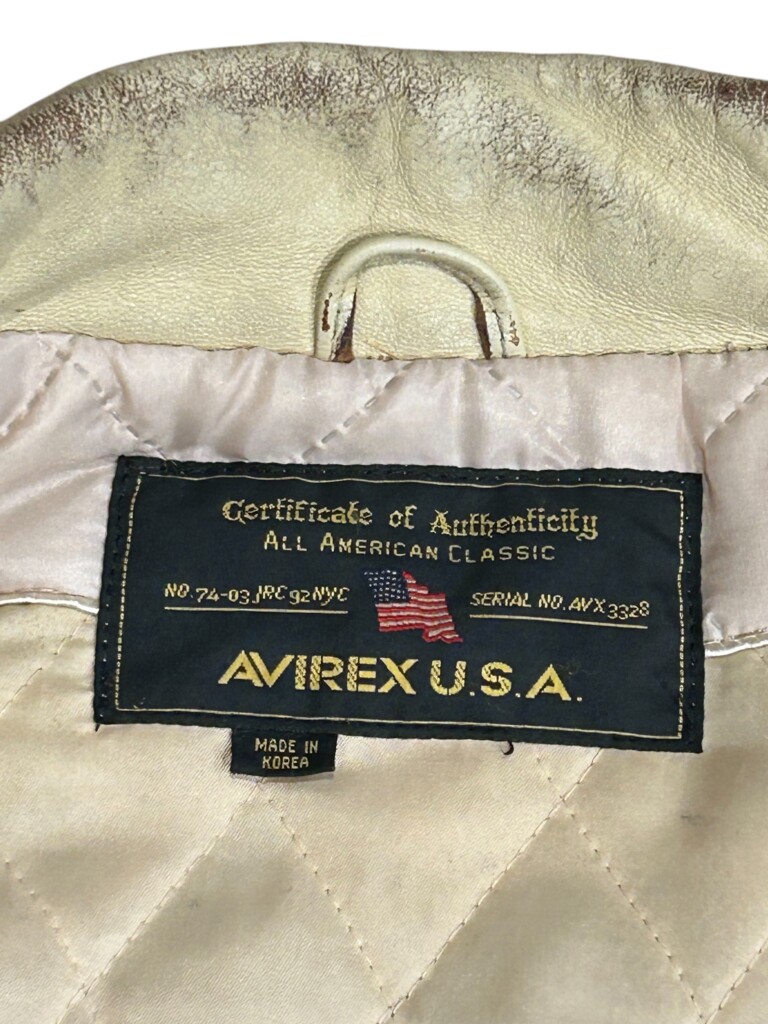 Certificate of Authenticity
ALL AMERICAN CLASSIC
NO. 74-03 JRC 92 NYC
SERIAL NO. AVX 3328
AVIREX U.S.A.
MADE IN
KOREA